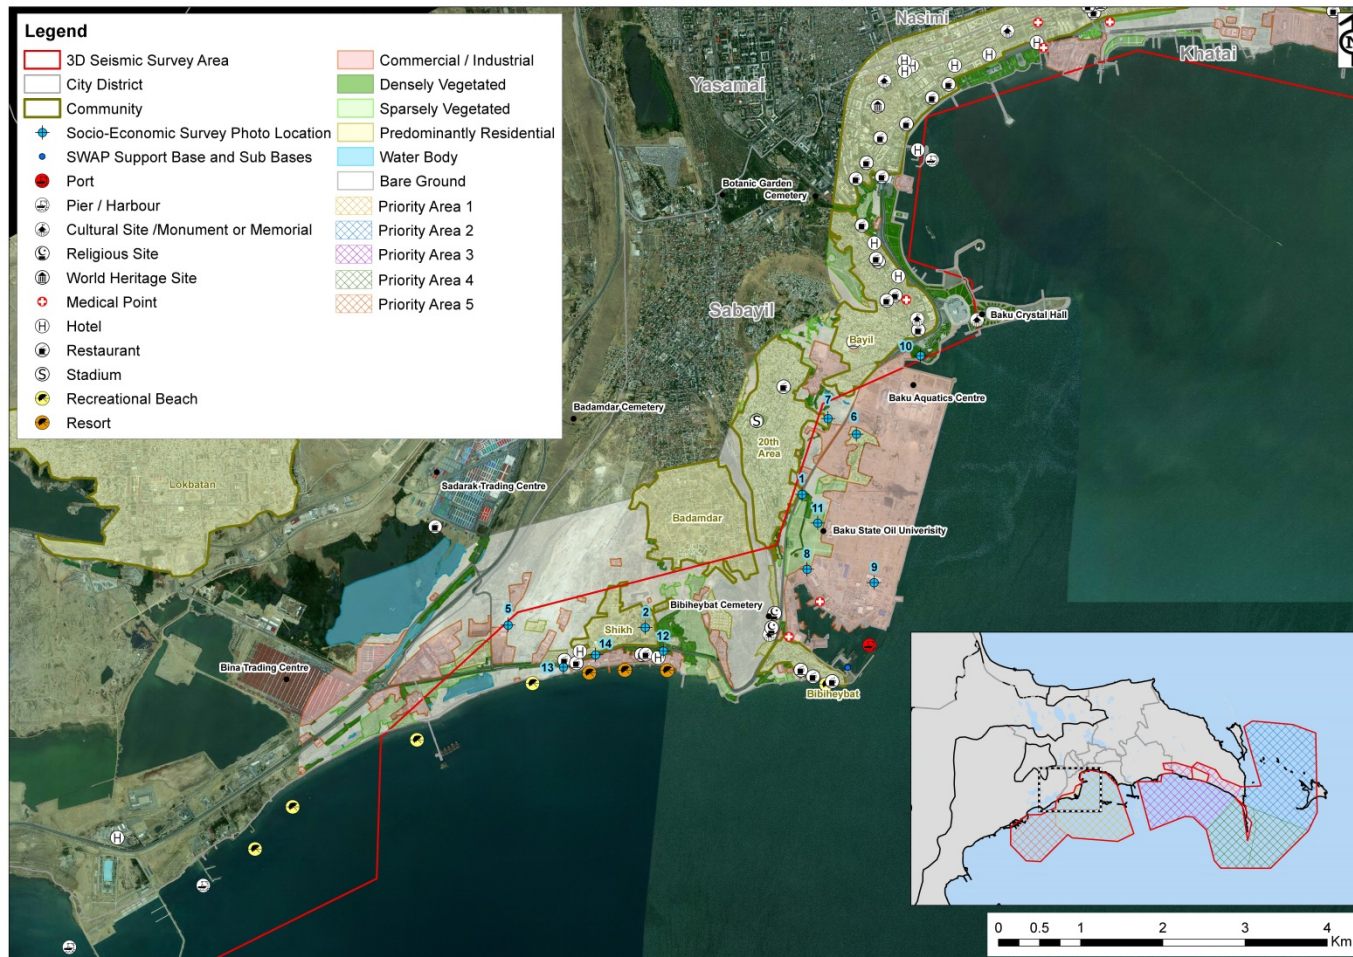 Legend
3D Seismic Survey Area
City District
Community
Socio-Economic Survey Photo Location
SWAP Support Base and Sub Bases
Port
Pier / Harbour
Cultural Site /Monument or Memorial
Religious Site
World Heritage Site
Medical Point
Hotel
Restaurant
Stadium
Recreational Beach
Resort
Commercial / Industrial
Densely Vegetated
Sparsely Vegetated
Predominantly Residential
Water Body
Bare Ground
Priority Area 1
Priority Area 2
Priority Area 3
Priority Area 4
Priority Area 5
Nasimi
Khatai
Yasamal
Botanic Garden
Cemetery
Sabayil
Baku Crystal Hall
Bayil
10
Baku Aquatics Centre
Badamdar Cemetery
7
6
20th
Area
Lokbatan
Sadarak Trading Centre
1
Badamdar
11
Baku State Oil Univerisity
8
9
Bibiheybat Cemetery
5
2
Shikh
12
14
13
Bina Trading Centre
Bibiheybat
0 0.5 1 2 3 4
Km